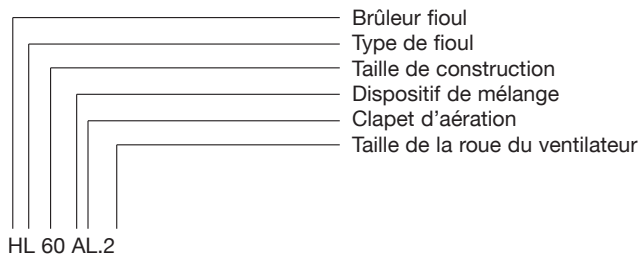 Brûleur fioul
Type de fioul
Taille de construction
Dispositif de mélange
Clapet d'aération
Taille de la roue du ventilateur
HL 60 AL.2